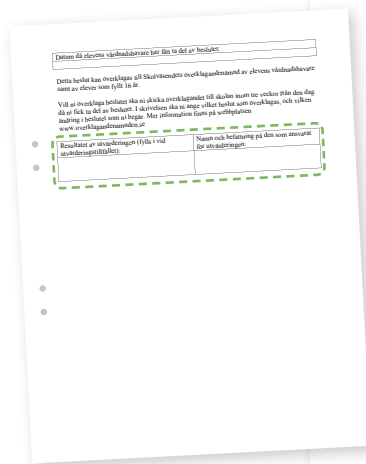 Datum då elevens vårdnadshavare har fått ta del av beslutet:
Detta beslut kan överklagas till Skolväsendets överklagandenämnd av elevens vårdnadshavare
samt av elever som fyllt 16 år.
Vill ni överklaga beslutet ska ni skicka överklagandet till skolan inom tre veckor från den dag
då ni fick ta del av beslutet. I skrivelsen ska ni ange vilket beslut som överklagas, och vilken
ändring i beslutet som ni begär. Mer information finns på webbplatsen
www.overklagandenamnden.se
Resultatet av utvärderingen (fylls i vid
utvärderingstillfället):
Namn och befattning på den som ansvarat
för utvärderingen: